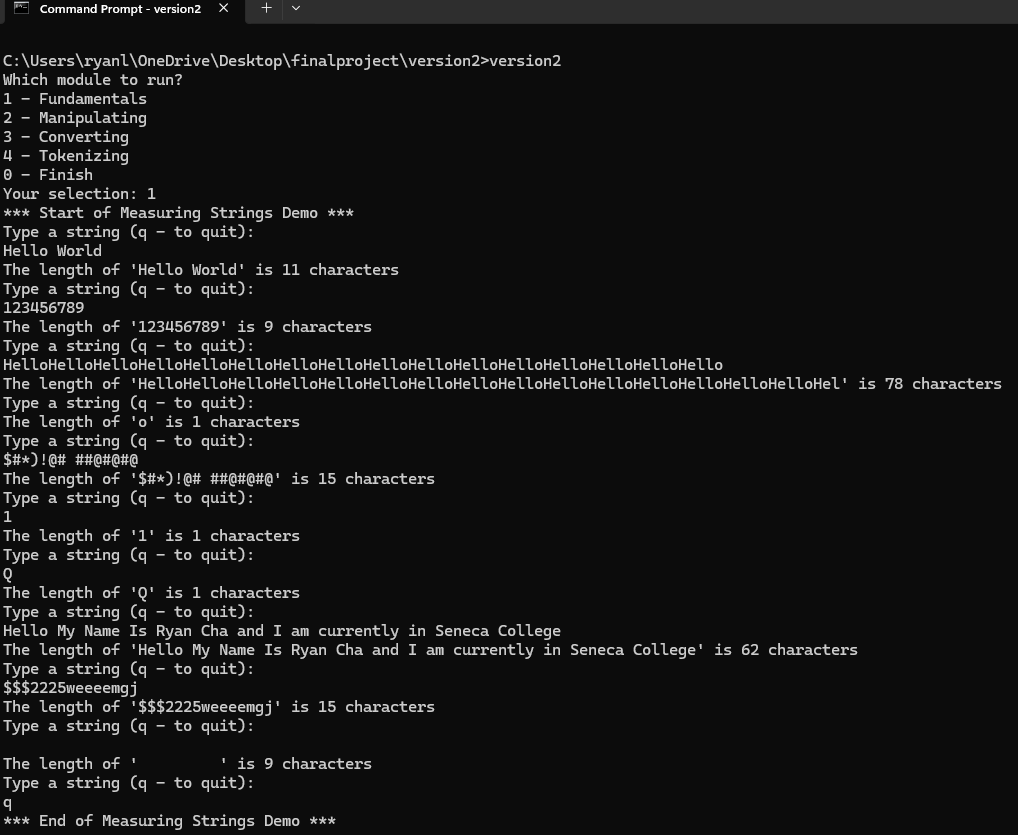 Command Prompt - version2
C:\Users\ryanl\OneDrive\Desktop\finalproject\version2>version2
Which module to run?
1 - Fundamentals
2 - Manipulating
3 - Converting
4 - Tokenizing
0 - Finish
Your selection: 1
*** Start of Measuring Strings Demo ***
Type a string (q - to quit):
Hello World
The length of 'Hello World' is 11 characters
Type a string (q - to quit):
123456789
The length of '123456789' is 9 characters
Type a string (q - to quit):
HelloHelloHelloHelloHelloHelloHelloHelloHelloHelloHelloHelloHelloHelloHelloHello
The length of 'HelloHelloHelloHelloHelloHelloHelloHelloHelloHelloHelloHelloHelloHelloHelloHel' is 78 characters
Type a string (q - to quit):
The length of 'o' is 1 characters
Type a string (q - to quit):
$#*)!@# ##@#@#@
The length of '$#*)!@# ##@#@#@' is 15 characters
Type a string (q - to quit):
1
The length of '1' is 1 characters
Type a string (q - to quit):
Q
The length of 'Q' is 1 characters
Type a string (q - to quit):
Hello My Name Is Ryan Cha and I am currently in Seneca College
The length of 'Hello My Name Is Ryan Cha and I am currently in Seneca College' is 62 characters
Type a string (q - to quit):
$$$2225weeeemgj
The length of '$$$2225weeeemgj' is 15 characters
Type a string (q - to quit):
The length of '         ' is 9 characters
Type a string (q - to quit):
q
*** End of Measuring Strings Demo ***